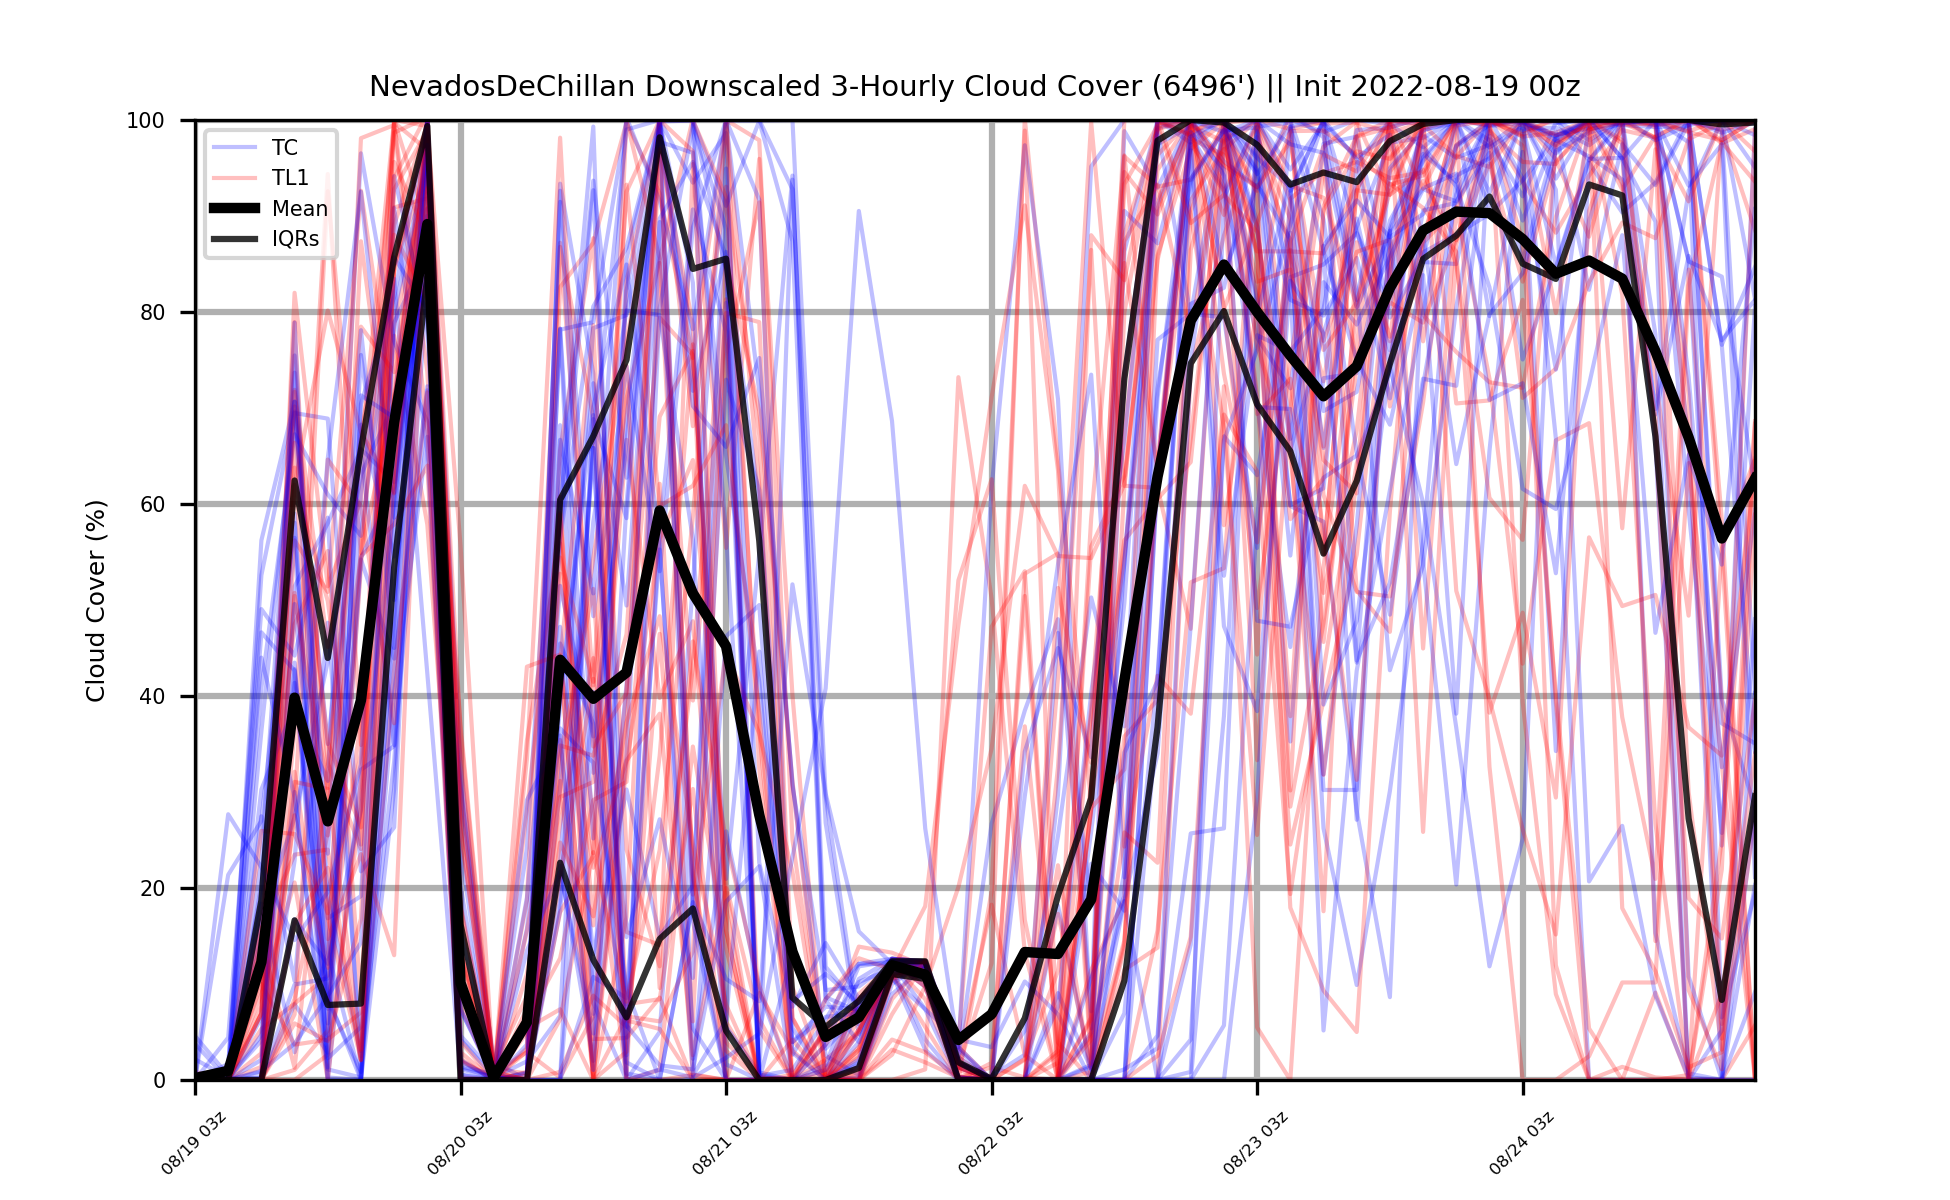 NevadosDeChillan Downscaled 3-Hourly Cloud Cover (6496') || Init 2022-08-19 00z
100
80
60
40
20
0
Cloud Cover (%)
TC
TL1
Mean
IQRs
08/19 03z
08/20 03z
08/21 03z
08/22 03z
08/23 03z
08/24 03z